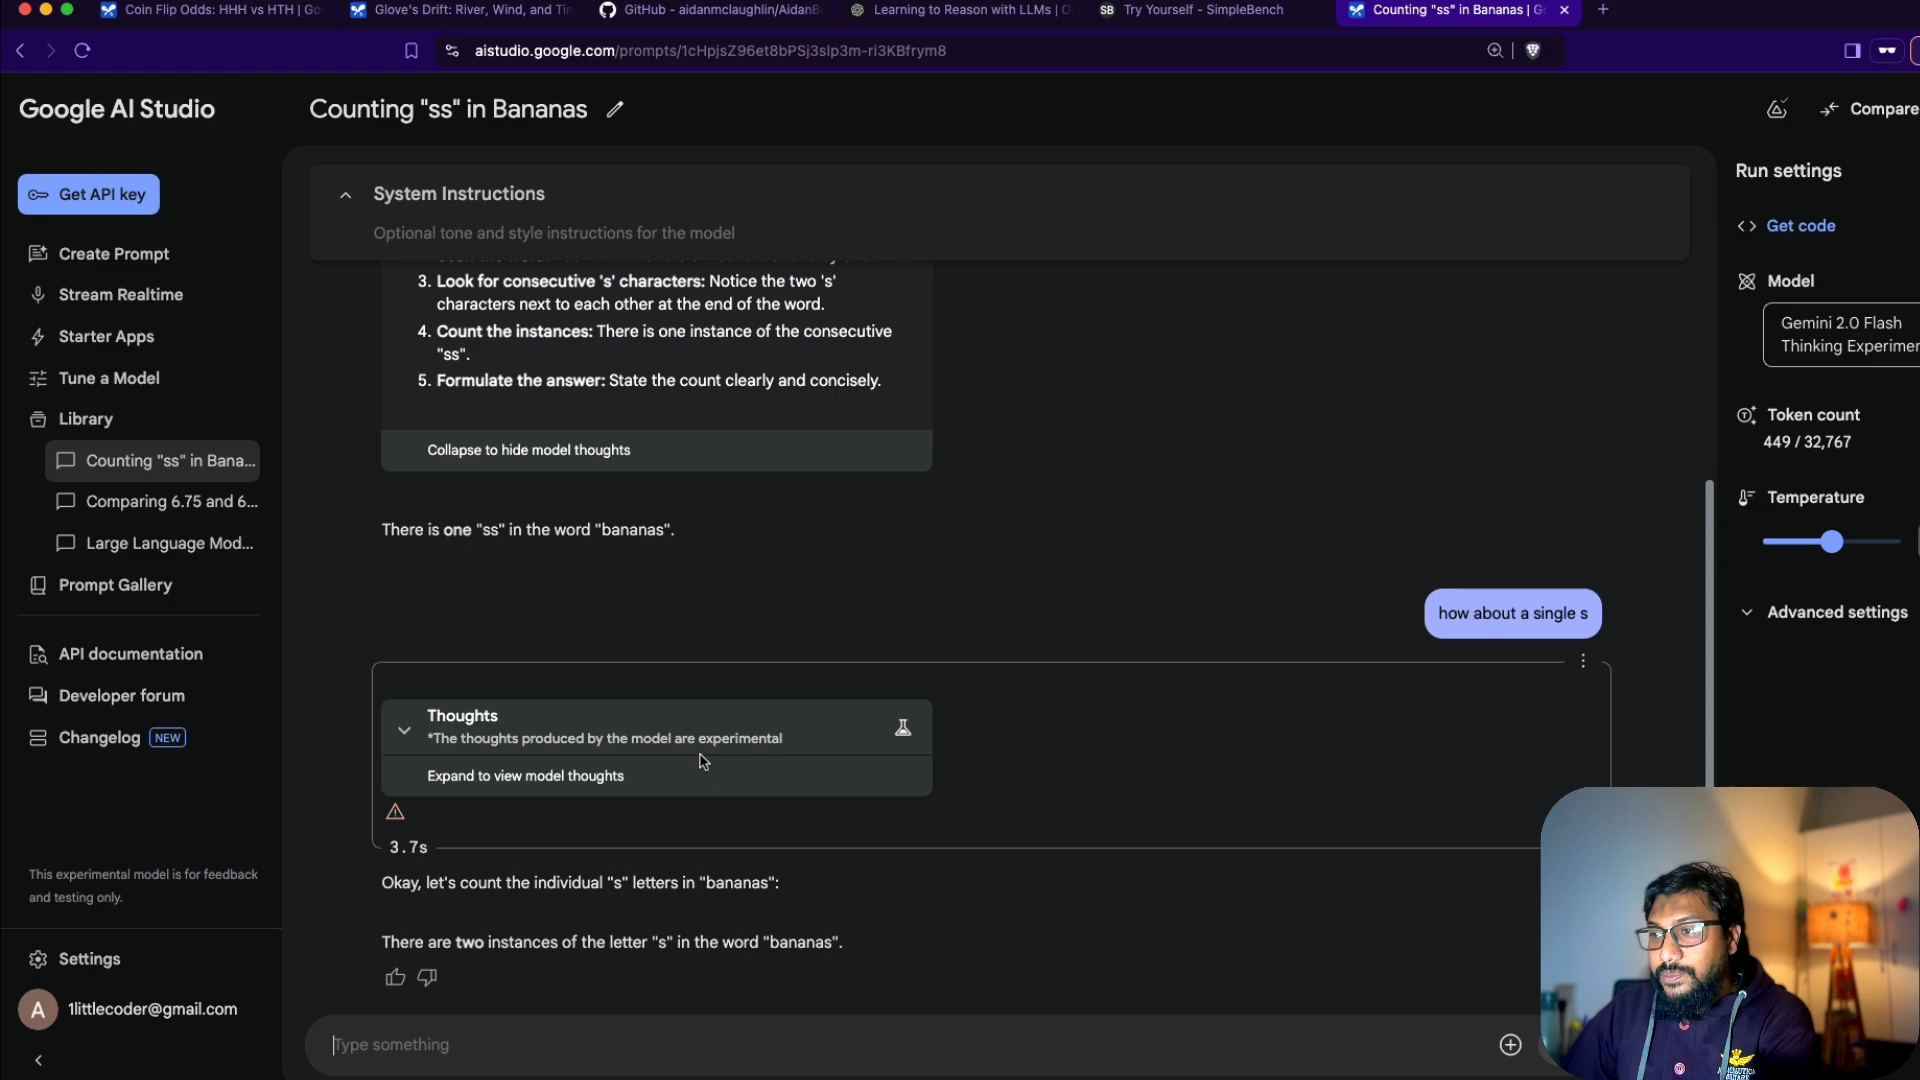 Coin Flip Odds: HHH vs HTH | Go
Glove's Drift: River, Wind, and Tim
GitHub - aidanmclaughlin/AidanB
Learning to Reason with LLMs | O
SB Try Yourself - SimpleBench
Counting "ss" in Bananas | G
aistudio.google.com/prompts/1cHpjsZ96et8bPSj3slp3m-ri3KBfrym8
Google AI Studio
Counting "ss" in Bananas
Compare
Get API key
Create Prompt
Stream Realtime
Starter Apps
Tune a Model
Library
Counting "ss" in Bana...
Comparing 6.75 and 6...
Large Language Mod...
Prompt Gallery
API documentation
Developer forum
Changelog NEW
This experimental model is for feedback
and testing only.
Settings
A 1littlecoder@gmail.com
System Instructions
Optional tone and style instructions for the model
3. Look for consecutive 's' characters: Notice the two 's'
characters next to each other at the end of the word.
4. Count the instances: There is one instance of the consecutive
"ss".
5. Formulate the answer: State the count clearly and concisely.
Collapse to hide model thoughts
There is one "ss" in the word "bananas".
how about a single s
Thoughts
*The thoughts produced by the model are experimental
Expand to view model thoughts
3.7s
Okay, let's count the individual "s" letters in "bananas":
There are two instances of the letter "s" in the word "bananas".
Type something
Run settings
Get code
Model
Gemini 2.0 Flash
Thinking Experimen
Token count
449 / 32,767
Temperature
Advanced settings